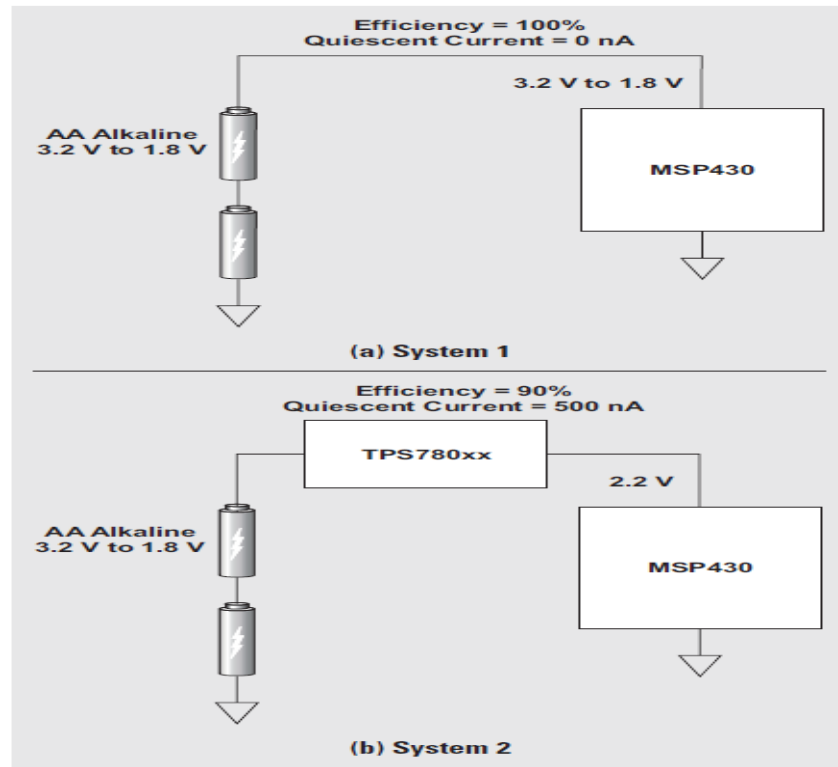 Efficiency = 100%
Quiescent Current = 0 nA
3.2 V to 1.8 V
AA Alkaline
3.2 V to 1.8 V
MSP430
(a) System 1
Efficiency = 90%
Quiescent Current = 500 nA
TPS780xx
2.2 V
AA Alkaline
3.2 V to 1.8 V
MSP430
(b) System 2